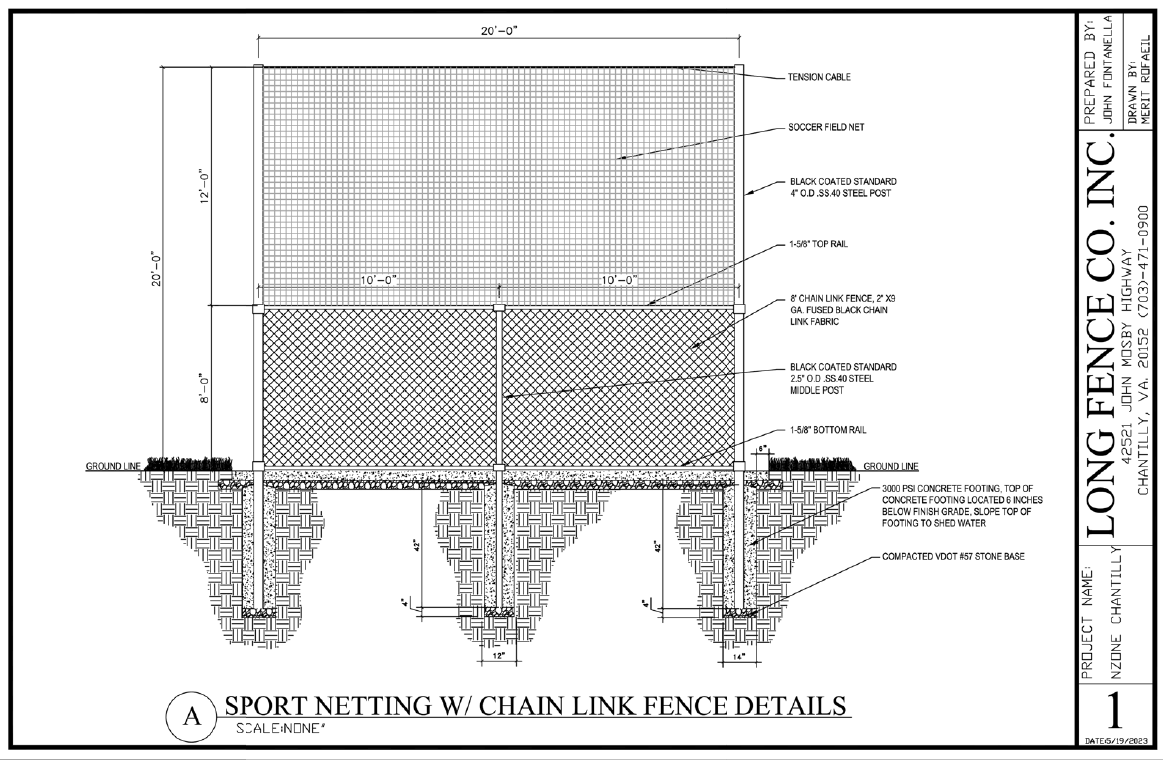 20'-0"
TENSION CABLE
SOCCER FIELD NET
12'-0"
BLACK COATED STANDARD
4" O.D .SS.40 STEEL POST
20'-0"
1-5/8" TOP RAIL
10'-0"
10'-0"
8' CHAIN LINK FENCE, 2" X9
GA. FUSED BLACK CHAIN
LINK FABRIC
8'-0"
BLACK COATED STANDARD
2.5" O.D .SS.40 STEEL
MIDDLE POST
1-5/8" BOTTOM RAIL
6"
GROUND LINE
GROUND LINE
3000 PSI CONCRETE FOOTING, TOP OF
CONCRETE FOOTING LOCATED 6 INCHES
BELOW FINISH GRADE, SLOPE TOP OF
FOOTING TO SHED WATER
42"
42"
COMPACTED VDOT #57 STONE BASE
4"
4"
12"
14"
A
SPORT NETTING W/ CHAIN LINK FENCE DETAILS
SCALE:NONE"
PREPARED BY:
JOHN FONTANELLA
DRAWN BY:
MERIT ROFAEIL
LONG FENCE CO. INC.
42521 JOHN MOSBY HIGHWAY
CHANTILLY, VA. 20152 (703)-471-0900
PROJECT NAME:
NZONE CHANTILLY
1
DATE:5/19/2023